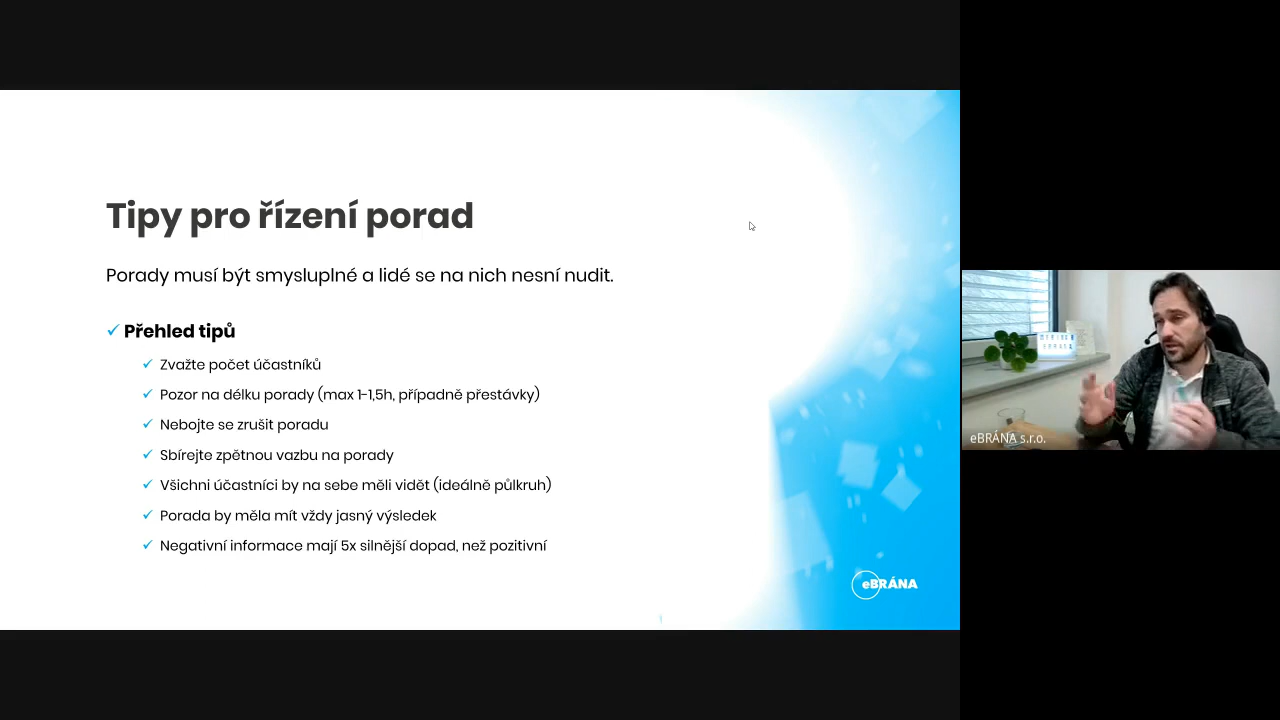 Tipy pro řízení porad
Porady musí být smysluplné a lidé se na nich nesní nudit.
Přehled tipů
Zvažte počet účastníků
Pozor na délku porady (max 1-1,5h, případně přestávky)
Nebojte se zrušit poradu
Sbírejte zpětnou vazbu na porady
Všichni účastníci by na sebe měli vidět (ideálně půlkruh)
Porada by měla mít vždy jasný výsledek
Negativní informace mají 5x silnější dopad, než pozitivní
eBRÁNA
eBRÁNA s.r.o.